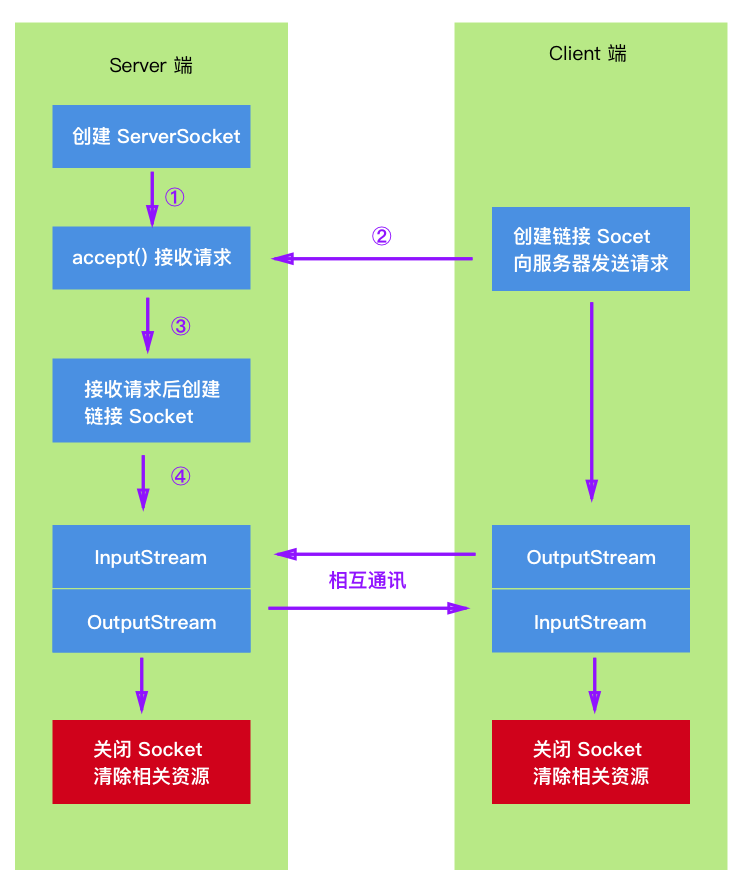 Server 端
创建 ServerSocket
①
accept() 接收请求
③
接收请求后创建
链接 Socket
④
InputStream
OutputStream
关闭 Socket
清除相关资源
②
相互通讯
Client 端
创建链接 Socet
向服务器发送请求
OutputStream
InputStream
关闭 Socket
清除相关资源